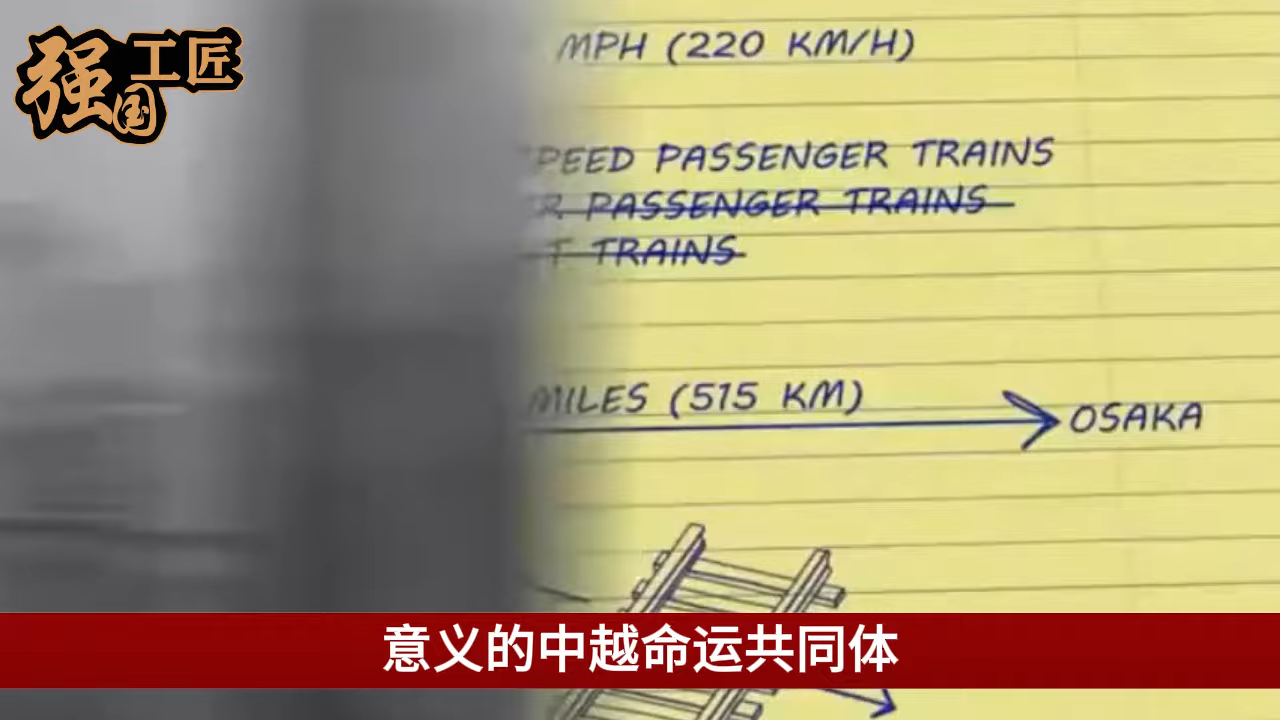 强国工匠
MPH (220 KM/H)
SPEED PASSENGER TRAINS
PASSENGER TRAINS
TRAINS
MILES (515 KM)
OSAKA
意义的中越命运共同体